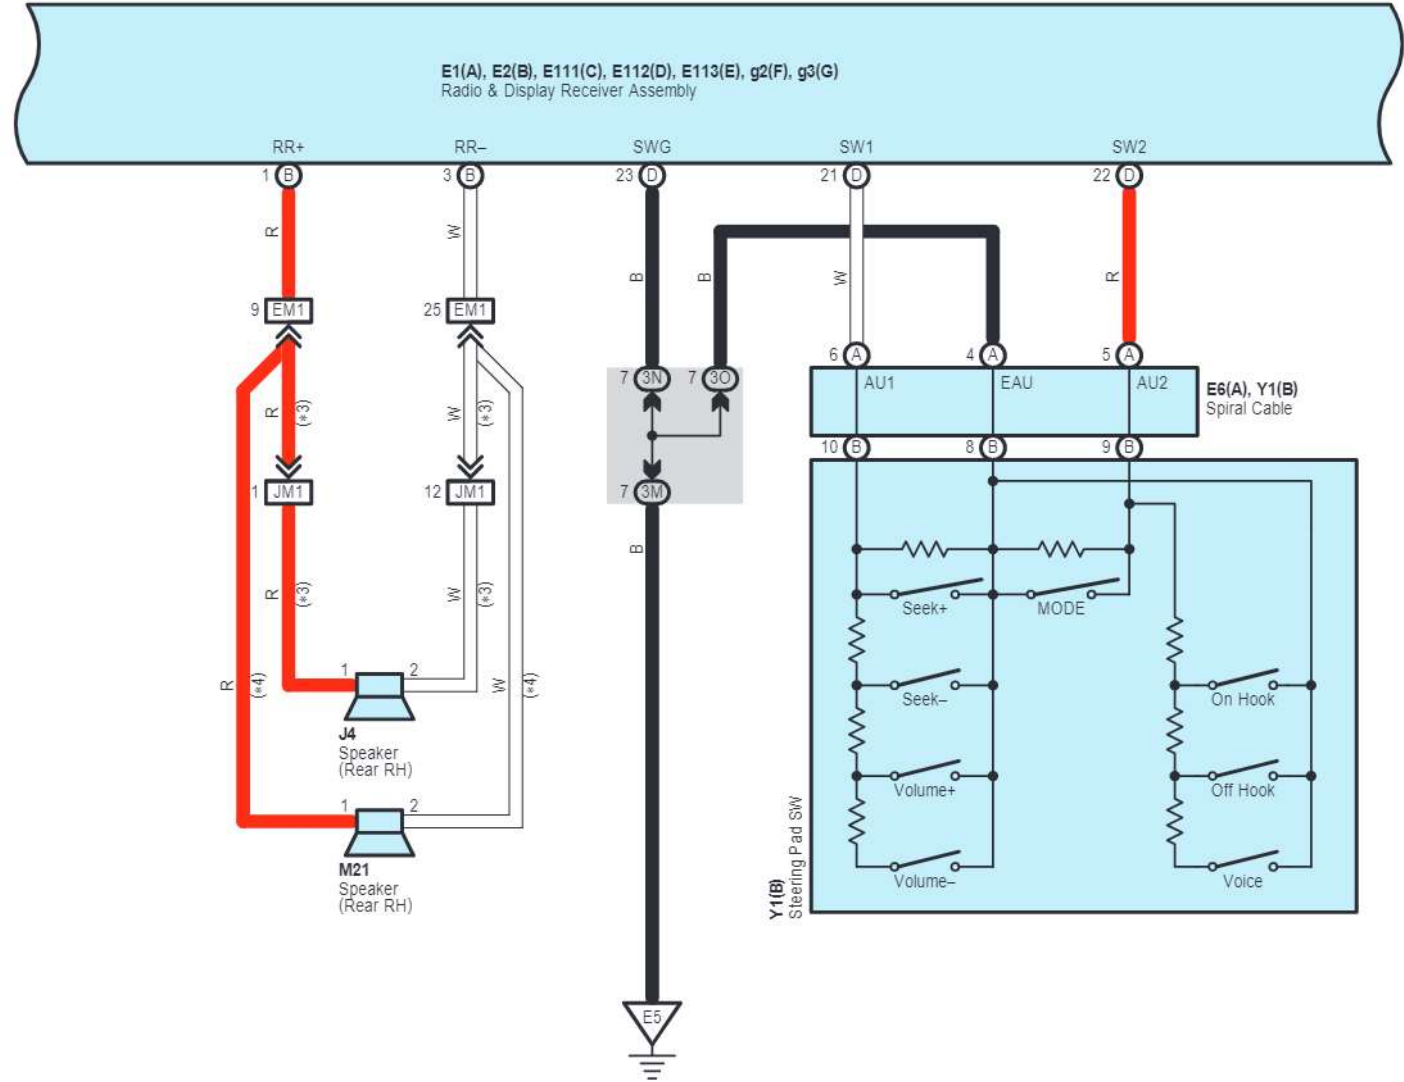 E1(A), E2(B), E111(C), E112(D), E113(E), g2(F), g3(G)
Radio & Display Receiver Assembly
RR+ RR– SWG SW1 SW2
1 B 3 B 23 D 21 D 22 D
R W B B W R
9 EM1 25 EM1
6 A 4 A 5 A
7 3N 7 3O
AU1 EAU AU2
E6(A), Y1(B)
Spiral Cable
R (*3) W (*3)
10 B 8 B 9 B
1 JM1 12 JM1 7 3M
B
R (*3) W (*3)
Seek+ MODE
R (*4) W (*4)
1 2
Seek– On Hook
J4
Speaker
(Rear RH)
Volume+ Off Hook
1 2
M21
Speaker
(Rear RH)
Volume– Voice
Y1(B)
Steering Pad SW
E5